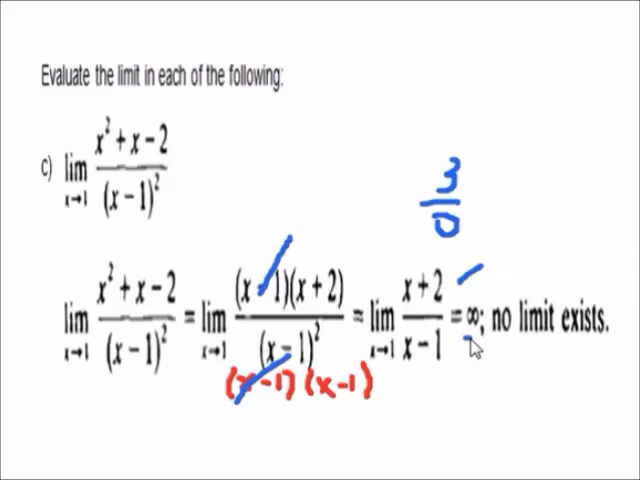 Evaluate the limit in each of the following:
c) lim x→1 (x² + x − 2)/(x − 1)²
3/0
lim x→1 (x² + x − 2)/(x − 1)² = lim x→1 (x − 1)(x + 2)/(x − 1)² = lim x→1 (x + 2)/(x − 1) = ∞; no limit exists.
(x − 1) (x − 1)